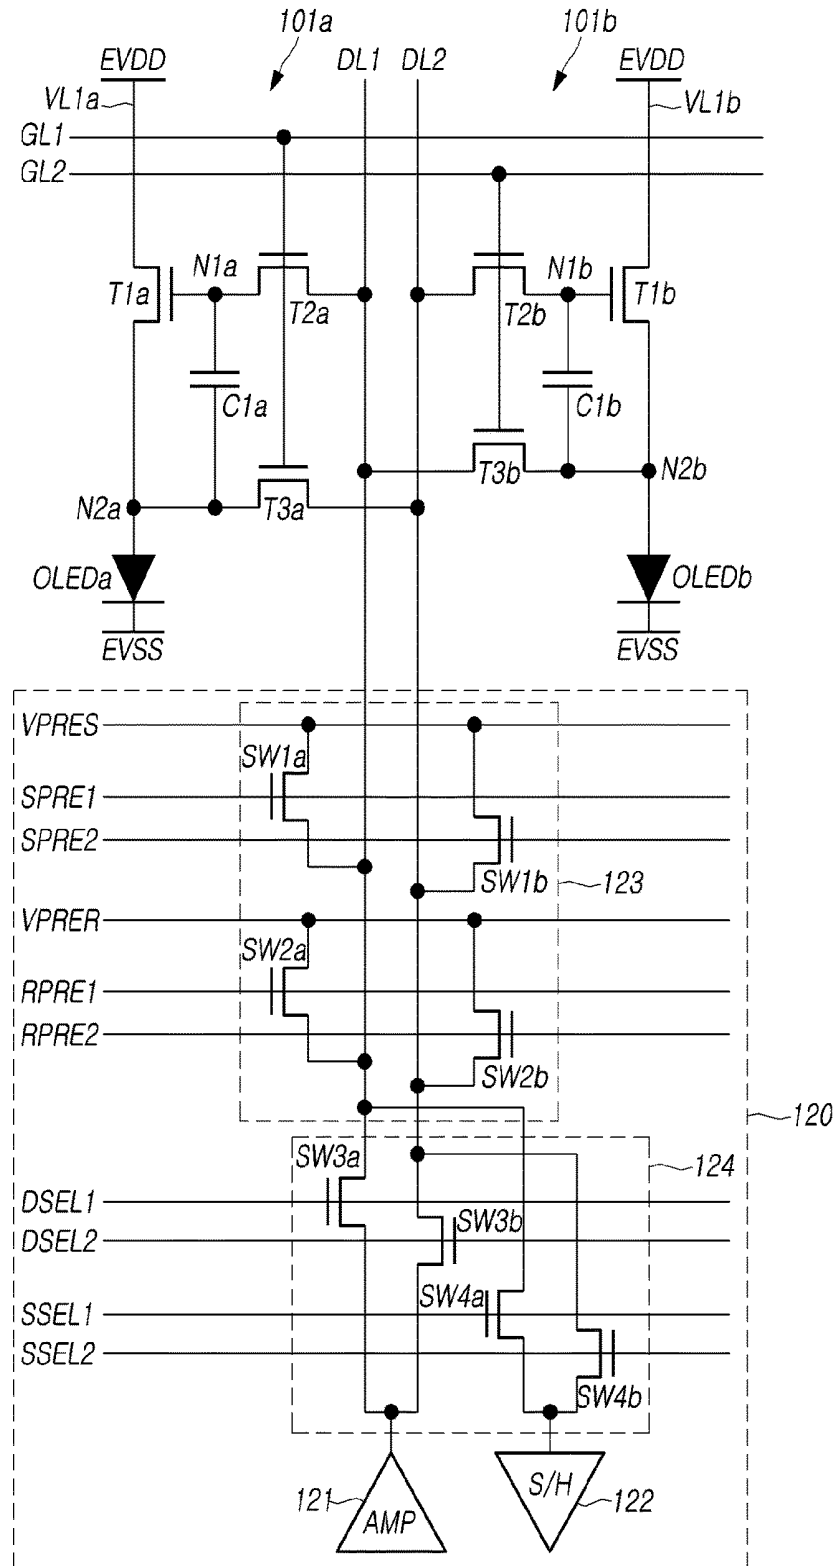 101a
101b
EVDD
DL1
DL2
EVDD
VL1a
VL1b
GL1
GL2
N1a
N1b
T1a
T2a
T2b
T1b
C1a
C1b
N2a
T3a
T3b
N2b
OLEDa
OLEDb
EVSS
EVSS
VPRES
SW1a
SPRE1
SPRE2
SW1b
123
VPRER
SW2a
RPRE1
RPRE2
SW2b
120
SW3a
124
DSEL1
SW3b
DSEL2
SW4a
SSEL1
SSEL2
SW4b
121
AMP
S/H
122